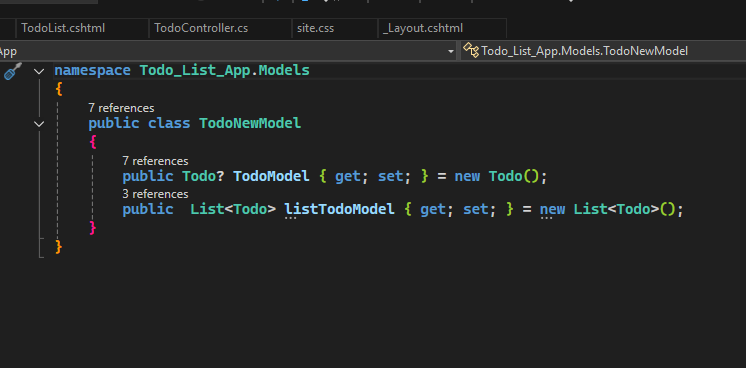 TodoList.cshtml TodoController.cs site.css _Layout.cshtml
App Todo_List_App.Models.TodoNewModel
namespace Todo_List_App.Models
{
7 references
public class TodoNewModel
{
7 references
public Todo? TodoModel { get; set; } = new Todo();
3 references
public  List<Todo> listTodoModel { get; set; } = new List<Todo>();
}
}